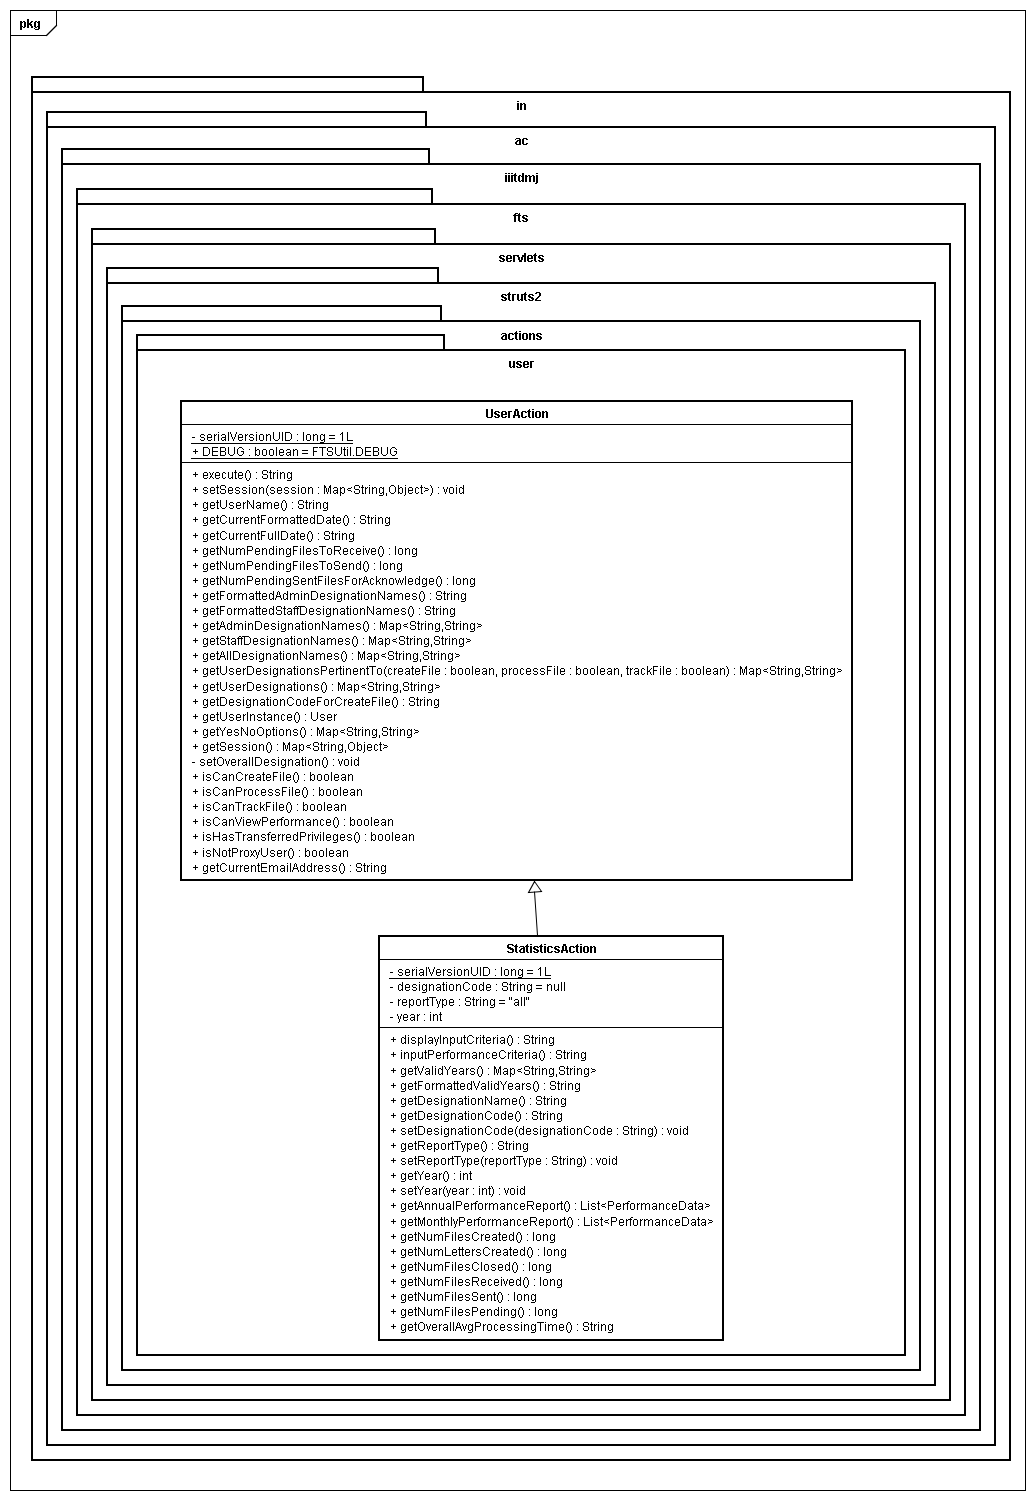 pkg
in
ac
iiitdmj
fts
servlets
struts2
actions
user
UserAction
- serialVersionUID : long = 1L
+ DEBUG : boolean = FTSUtil.DEBUG
+ execute() : String
+ setSession(session : Map<String,Object>) : void
+ getUserName() : String
+ getCurrentFormattedDate() : String
+ getCurrentFullDate() : String
+ getNumPendingFilesToReceive() : long
+ getNumPendingFilesToSend() : long
+ getNumPendingSentFilesForAcknowledge() : long
+ getFormattedAdminDesignationNames() : String
+ getFormattedStaffDesignationNames() : String
+ getAdminDesignationNames() : Map<String,String>
+ getStaffDesignationNames() : Map<String,String>
+ getAllDesignationNames() : Map<String,String>
+ getUserDesignationsPertinentTo(createFile : boolean, processFile : boolean, trackFile : boolean) : Map<String,String>
+ getUserDesignations() : Map<String,String>
+ getDesignationCodeForCreateFile() : String
+ getUserInstance() : User
+ getYesNoOptions() : Map<String,String>
+ getSession() : Map<String,Object>
- setOverallDesignation() : void
+ isCanCreateFile() : boolean
+ isCanProcessFile() : boolean
+ isCanTrackFile() : boolean
+ isCanViewPerformance() : boolean
+ isHasTransferredPrivileges() : boolean
+ isNotProxyUser() : boolean
+ getCurrentEmailAddress() : String
StatisticsAction
- serialVersionUID : long = 1L
- designationCode : String = null
- reportType : String = "all"
- year : int
+ displayInputCriteria() : String
+ inputPerformanceCriteria() : String
+ getValidYears() : Map<String,String>
+ getFormattedValidYears() : String
+ getDesignationName() : String
+ getDesignationCode() : String
+ setDesignationCode(designationCode : String) : void
+ getReportType() : String
+ setReportType(reportType : String) : void
+ getYear() : int
+ setYear(year : int) : void
+ getAnnualPerformanceReport() : List<PerformanceData>
+ getMonthlyPerformanceReport() : List<PerformanceData>
+ getNumFilesCreated() : long
+ getNumLettersCreated() : long
+ getNumFilesClosed() : long
+ getNumFilesReceived() : long
+ getNumFilesSent() : long
+ getNumFilesPending() : long
+ getOverallAvgProcessingTime() : String